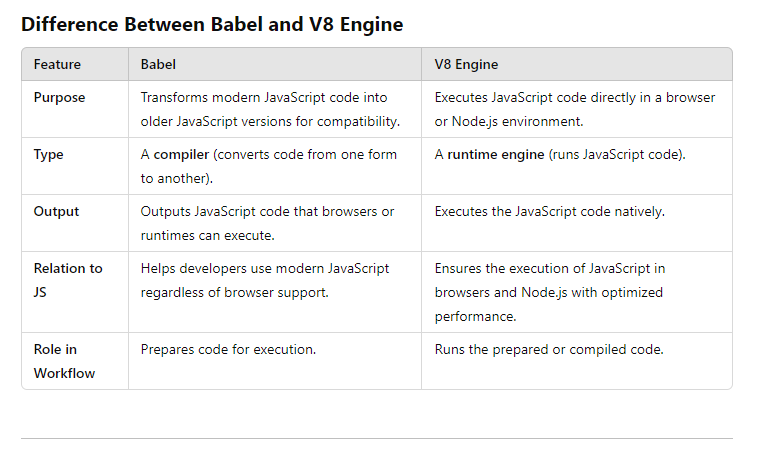 Difference Between Babel and V8 Engine
Feature Babel V8 Engine
Purpose Transforms modern JavaScript code into Executes JavaScript code directly in a browser
older JavaScript versions for compatibility. or Node.js environment.
Type A compiler (converts code from one form A runtime engine (runs JavaScript code).
to another).
Output Outputs JavaScript code that browsers or Executes the JavaScript code natively.
runtimes can execute.
Relation to Helps developers use modern JavaScript Ensures the execution of JavaScript in
JS regardless of browser support. browsers and Node.js with optimized
performance.
Role in Prepares code for execution. Runs the prepared or compiled code.
Workflow